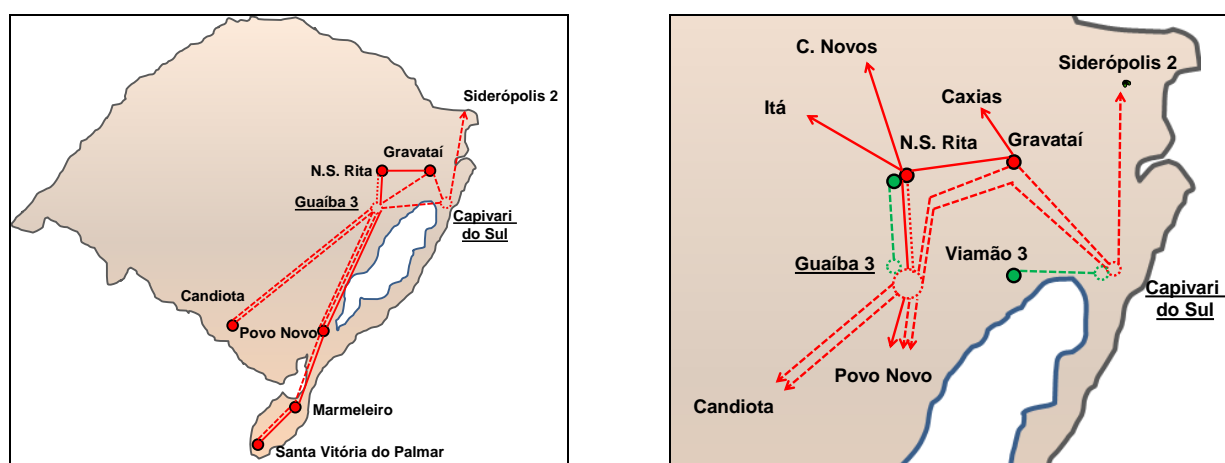 Siderópolis 2
Gravataí
N.S. Rita
Guaíba 3
Capivari
do Sul
Candiota
Povo Novo
Marmeleiro
Santa Vitória do Palmar
C. Novos
Siderópolis 2
Caxias
Itá
N.S. Rita
Gravataí
Viamão 3
Guaíba 3
Capivari
do Sul
Povo Novo
Candiota